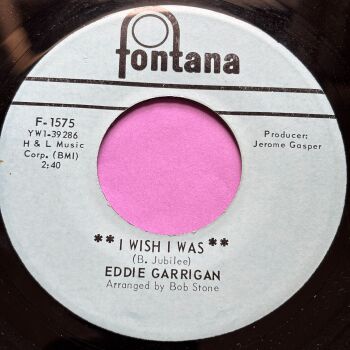 fontana
F-1575
YW1-39286
H & L Music
Corp. (BMI)
2:40
Producer:
Jerome Gasper
**I WISH I WAS**
(B. Jubilee)
EDDIE GARRIGAN
Arranged by Bob Stone